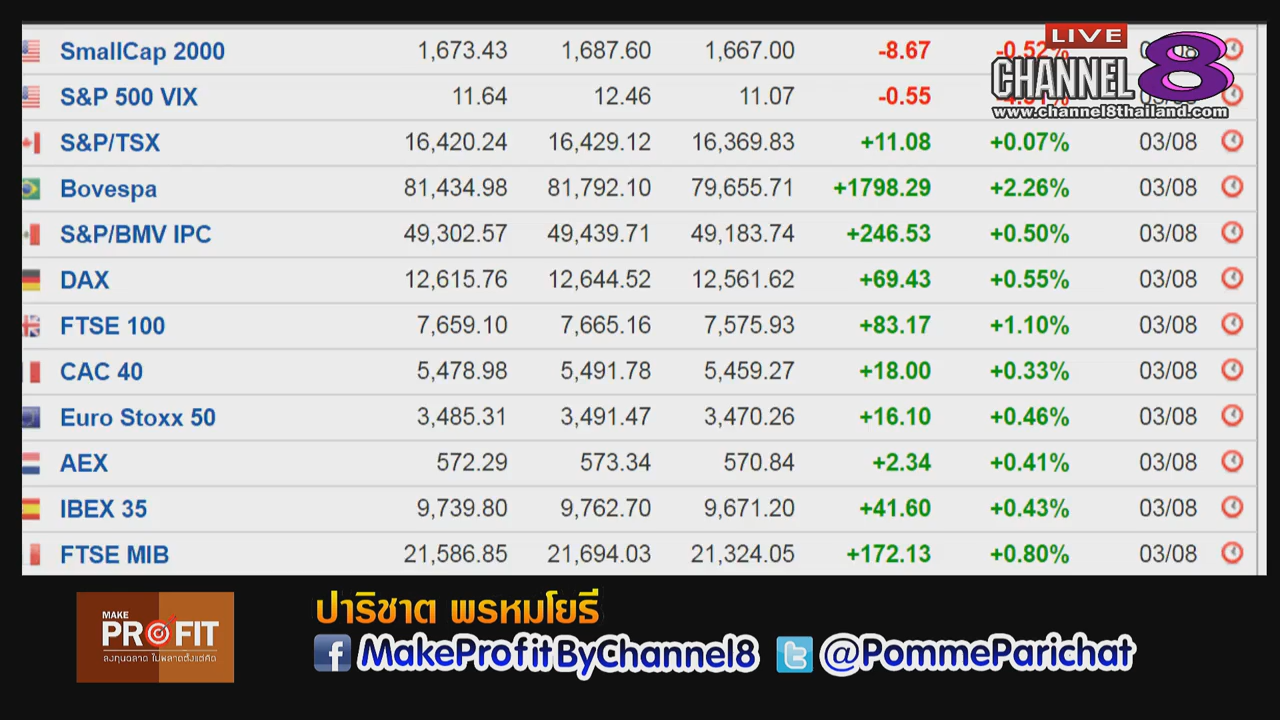 SmallCap 2000 1,673.43 1,687.60 1,667.00 -8.67 -0.52%
LIVE
CHANNEL 8
www.channel8thailand.com
S&P 500 VIX 11.64 12.46 11.07 -0.55
S&P/TSX 16,420.24 16,429.12 16,369.83 +11.08 +0.07% 03/08
Bovespa 81,434.98 81,792.10 79,655.71 +1798.29 +2.26% 03/08
S&P/BMV IPC 49,302.57 49,439.71 49,183.74 +246.53 +0.50% 03/08
DAX 12,615.76 12,644.52 12,561.62 +69.43 +0.55% 03/08
FTSE 100 7,659.10 7,665.16 7,575.93 +83.17 +1.10% 03/08
CAC 40 5,478.98 5,491.78 5,459.27 +18.00 +0.33% 03/08
Euro Stoxx 50 3,485.31 3,491.47 3,470.26 +16.10 +0.46% 03/08
AEX 572.29 573.34 570.84 +2.34 +0.41% 03/08
IBEX 35 9,739.80 9,762.70 9,671.20 +41.60 +0.43% 03/08
FTSE MIB 21,586.85 21,694.03 21,324.05 +172.13 +0.80% 03/08
MAKE
PROFIT
ลงทุนฉลาด ไม่พลาดตั้งแต่คิด
ปาริชาต พรหมโยธี
MakeProfitByChannel8 @PommeParichat